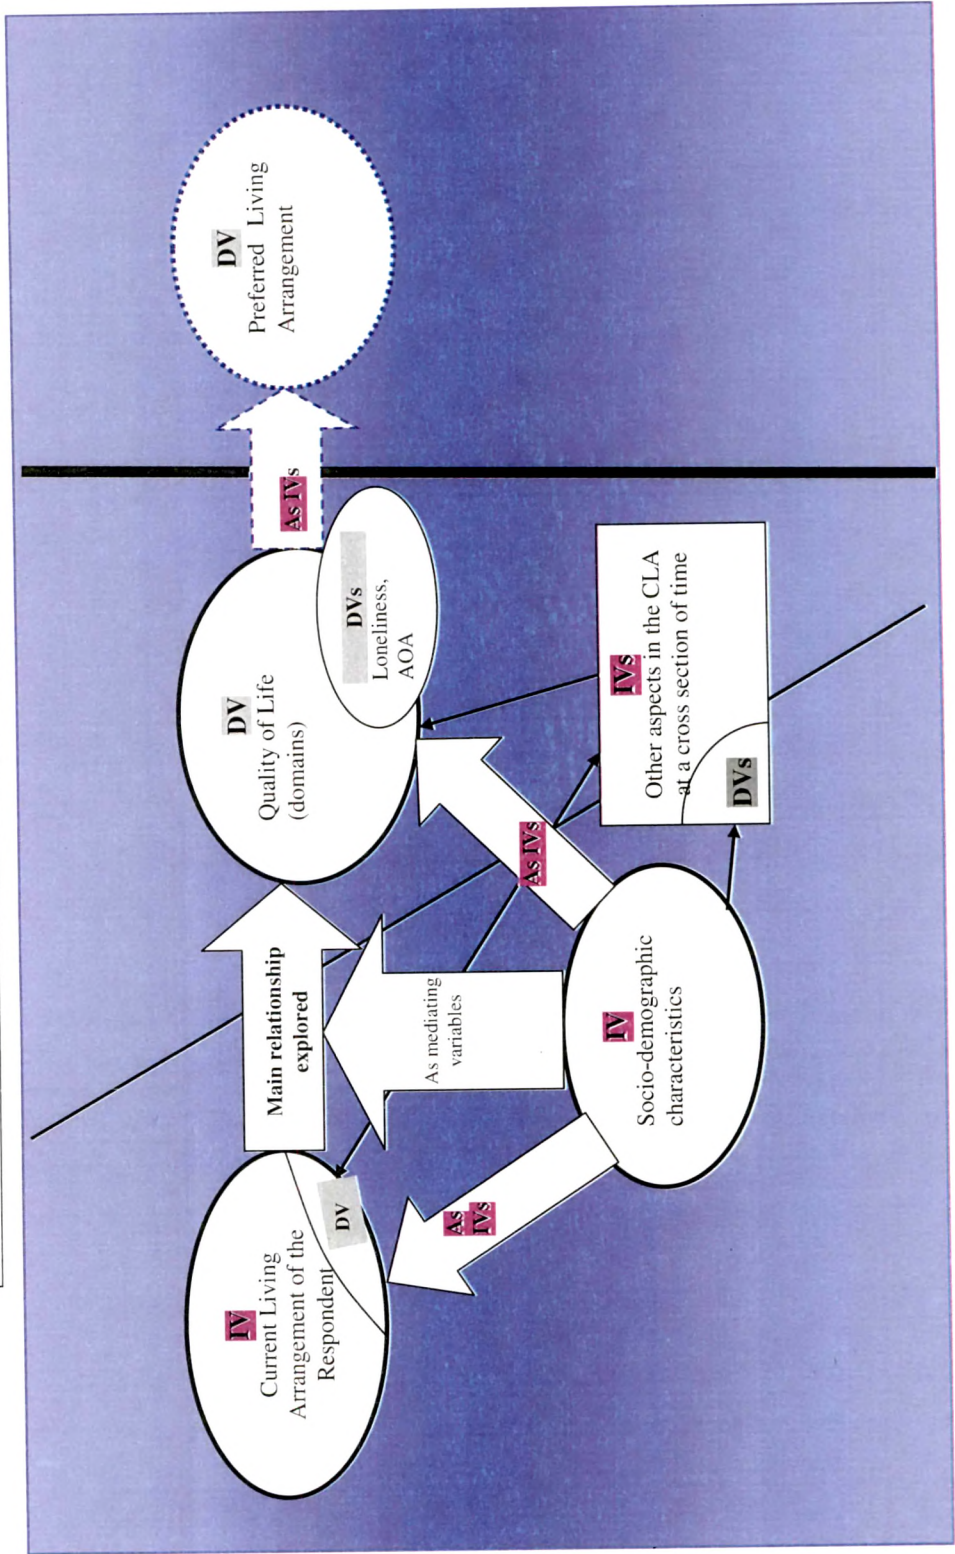 IV
Current Living
Arrangement of the
Respondent
DV
Main relationship
explored
DV
Quality of Life
(domains)
DVs
Loneliness,
AOA
As IVs
DV
Preferred Living
Arrangement
As
IVs
As mediating
variables
As IVs
IV
Socio-demographic
characteristics
IVs
Other aspects in the CLA
at a cross section of time
DVs